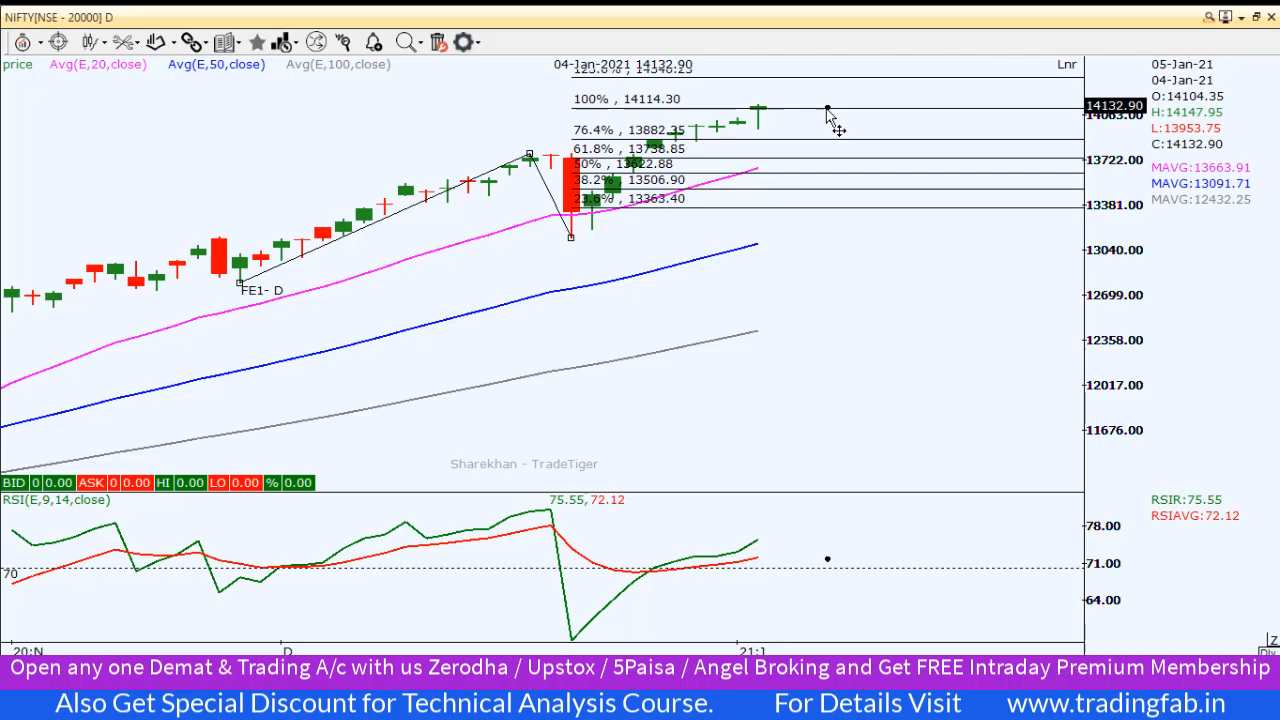 NIFTY[NSE - 20000] D
price Avg(E,20,close) Avg(E,50,close) Avg(E,100,close) 04-Jan-2021 14132.90 Lnr 05-Jan-21
04-Jan-21
O:14104.35
H:14147.95
L:13953.75
C:14132.90
MAVG:13663.91
MAVG:13091.71
MAVG:12432.25
100% , 14114.30
76.4% , 13882.35
61.8% , 13738.85
50% , 13622.88
38.2% , 13506.90
23.6% , 13363.40
FE1- D
14132.90
14063.00
13722.00
13381.00
13040.00
12699.00
12358.00
12017.00
11676.00
Sharekhan - TradeTiger
BID 0 0.00 ASK 0 0.00 HI 0.00 LO 0.00 % 0.00
RSI(E,9,14,close) 75.55, 72.12 RSIR:75.55
RSIAVG:72.12
78.00
71.00
64.00
70
20:N D 21:1
Z
Open any one Demat & Trading A/c with us Zerodha / Upstox / 5Paisa / Angel Broking and Get FREE Intraday Premium Membership
Also Get Special Discount for Technical Analysis Course. For Details Visit www.tradingfab.in